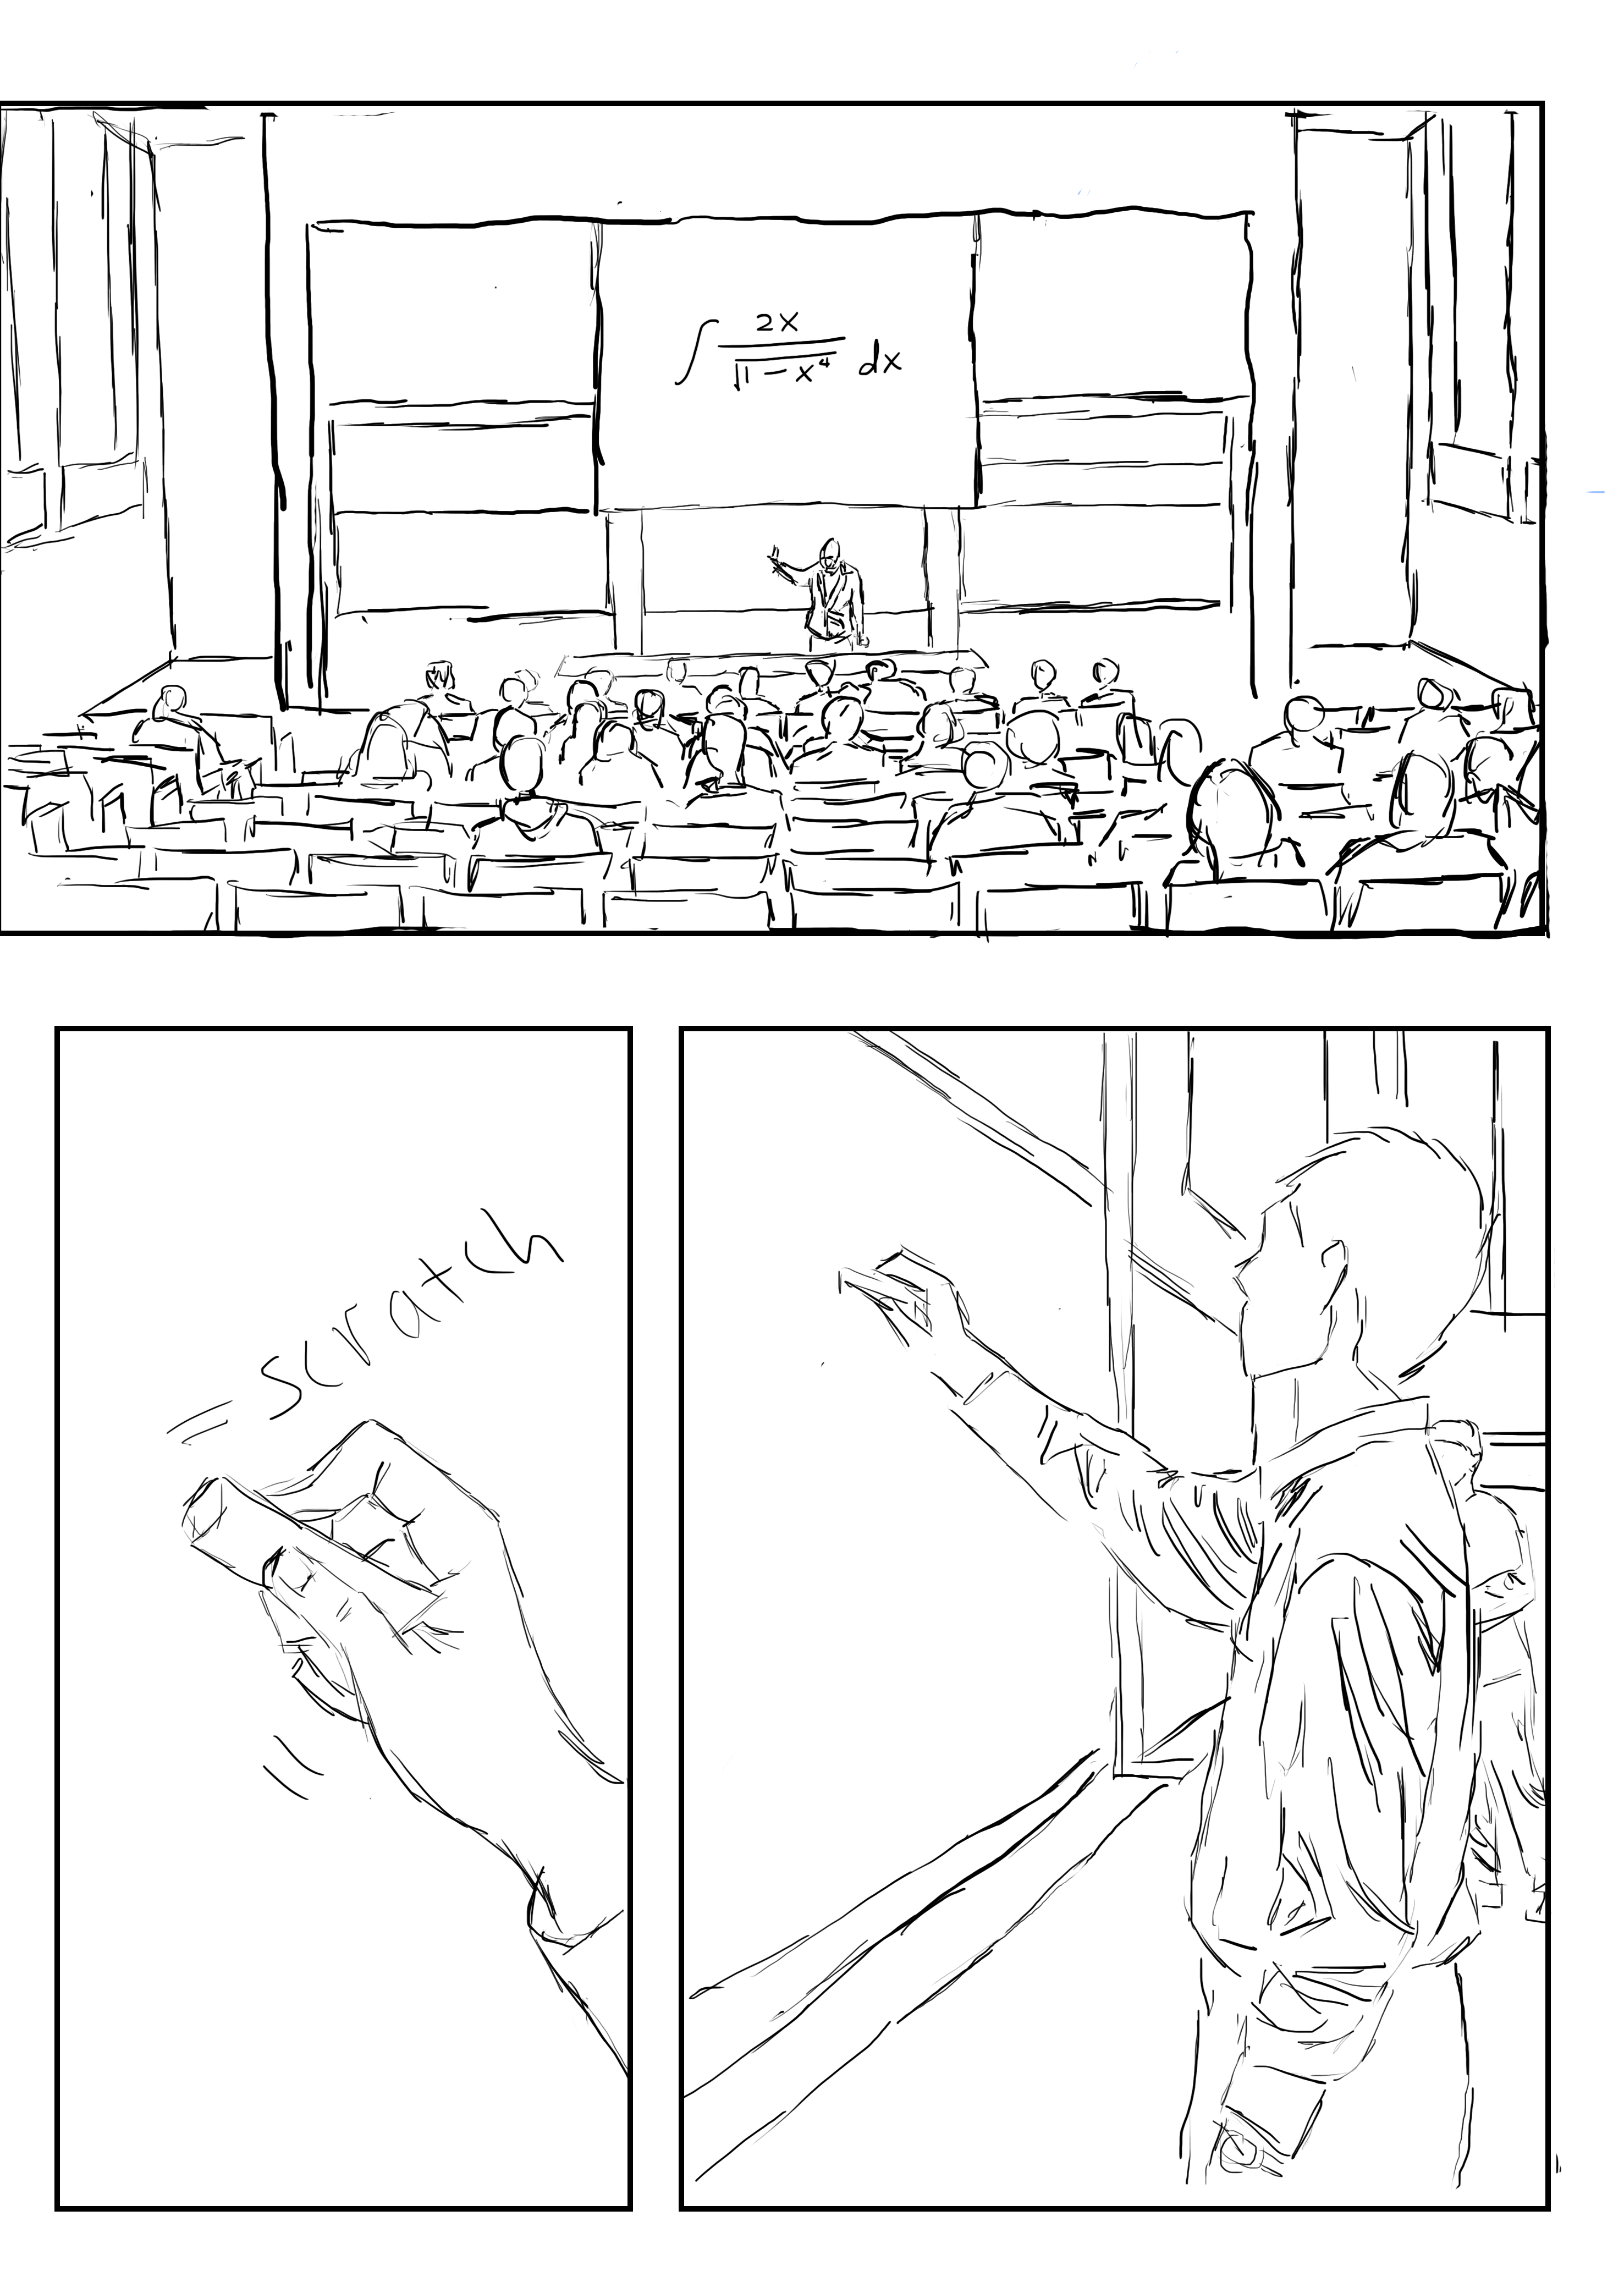 ∫ 2x / √1 - x⁴ dx
scratch